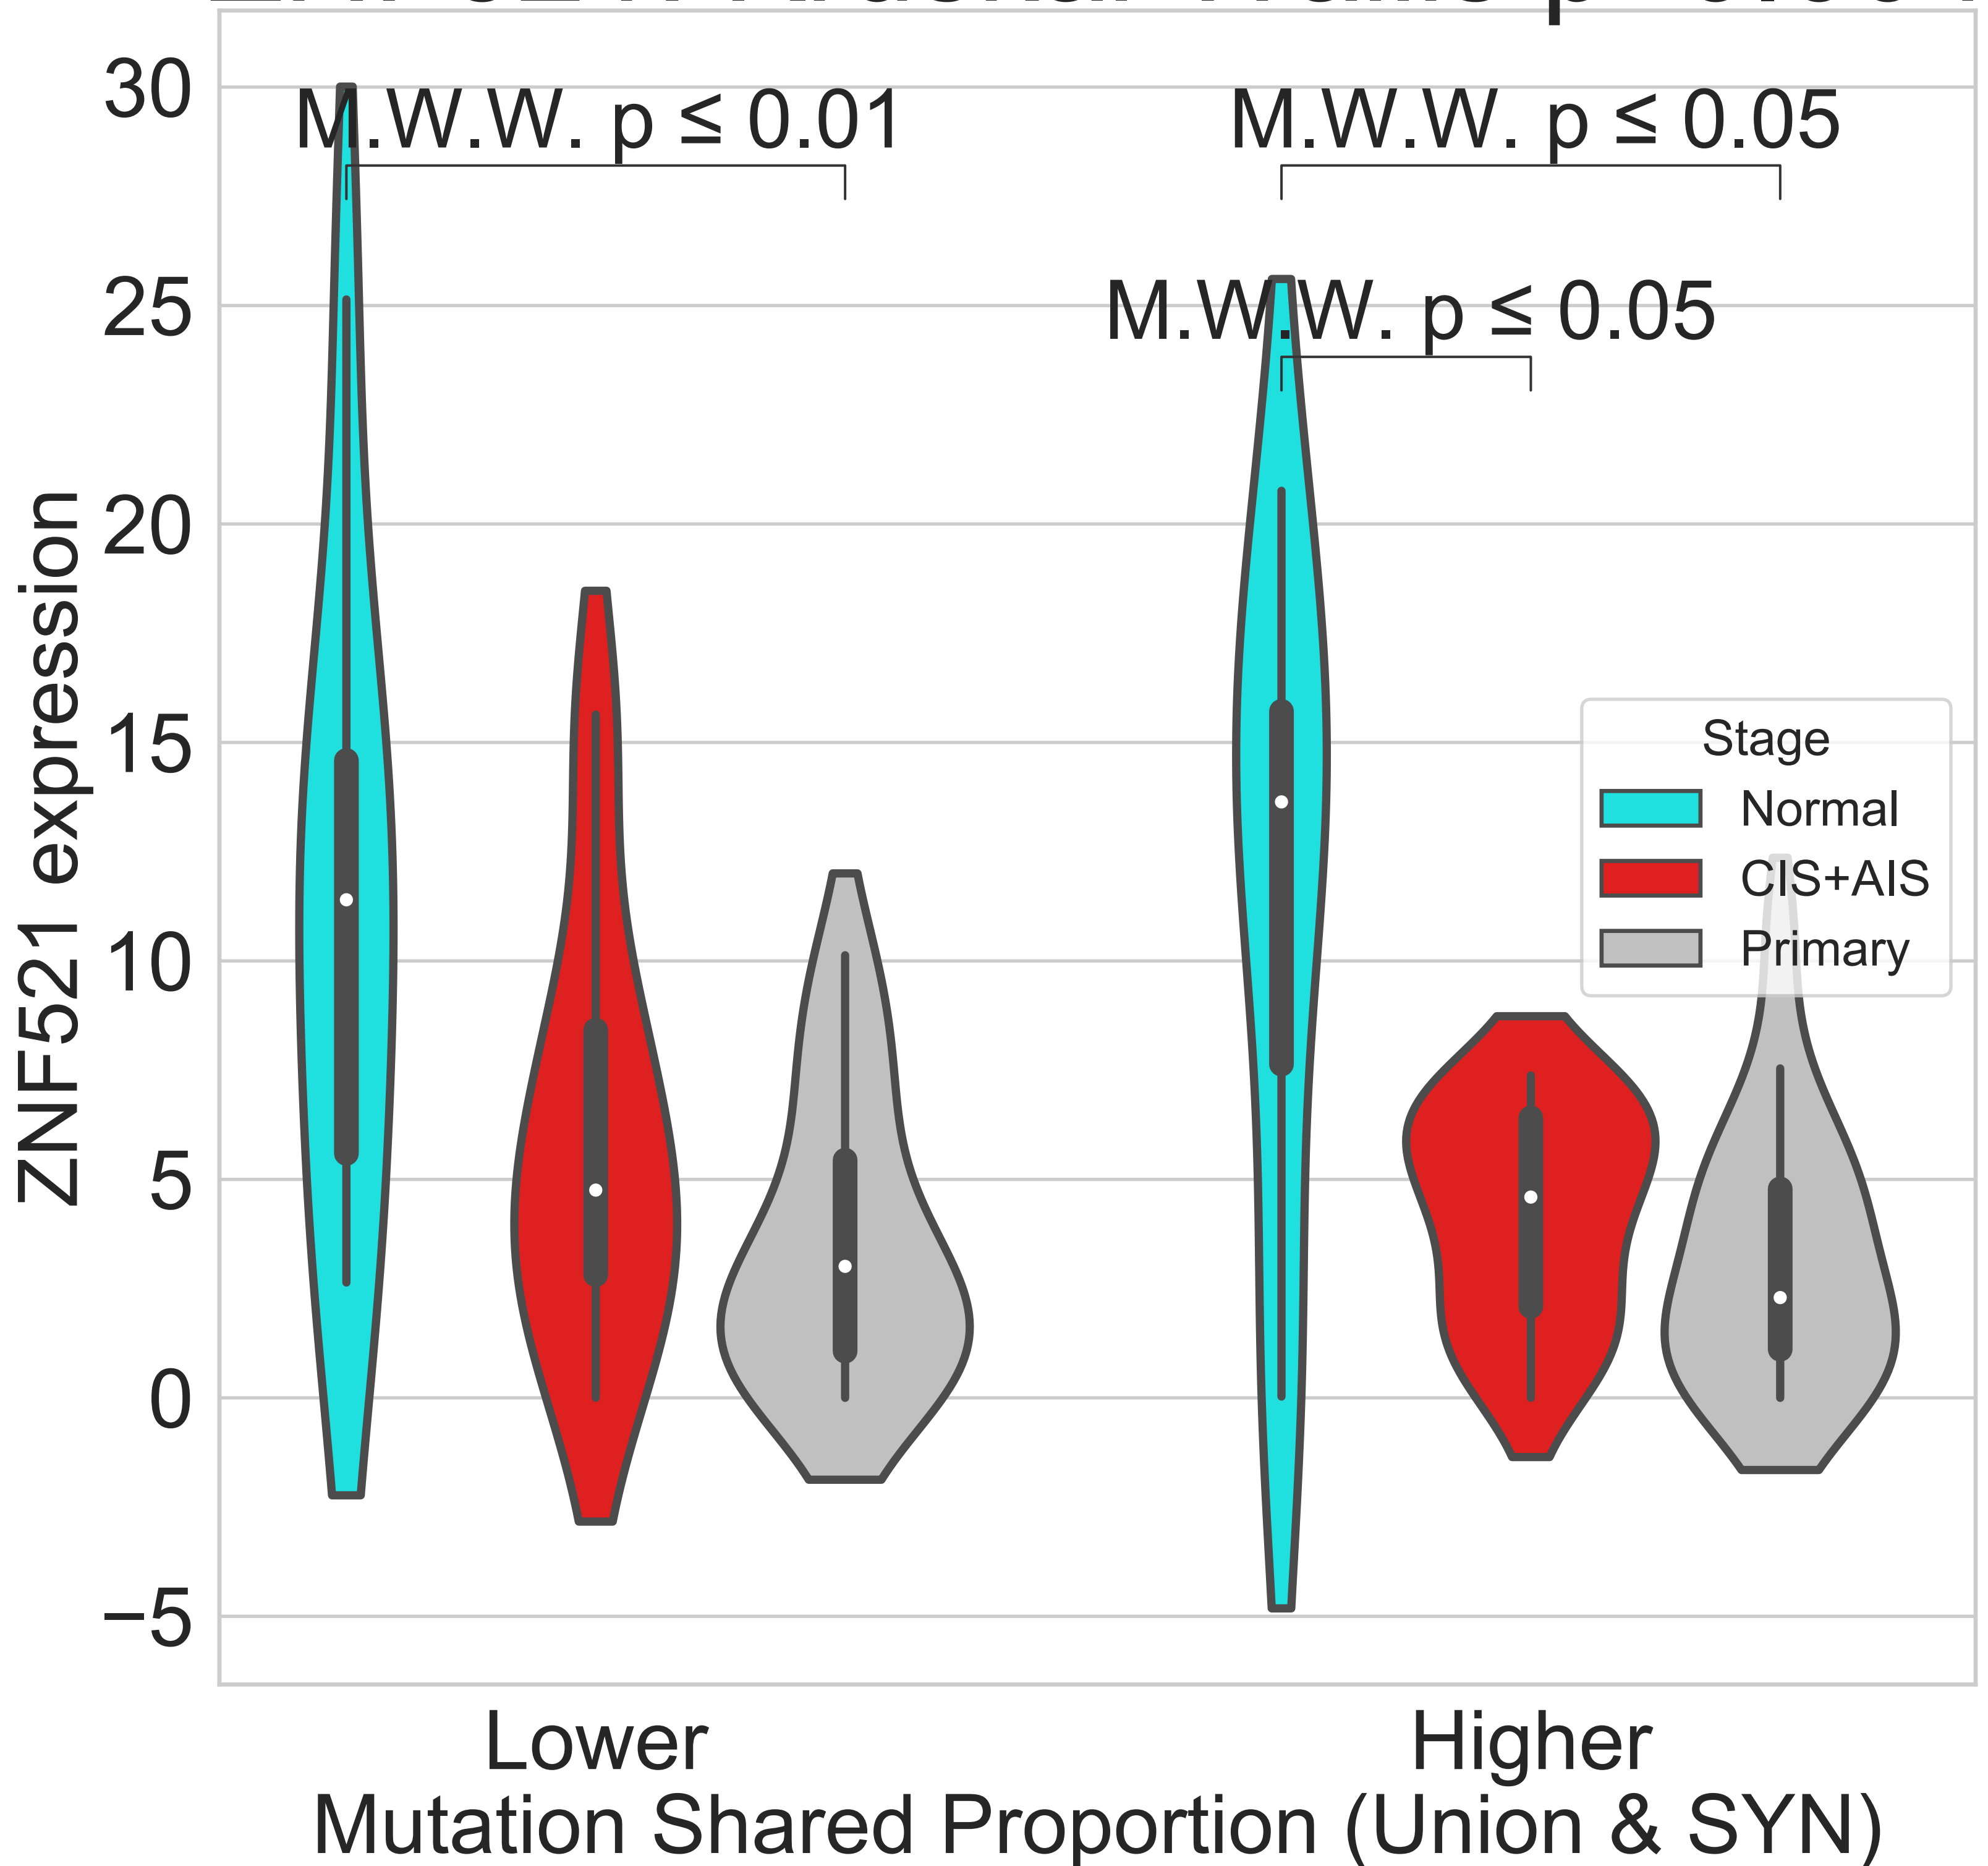 30
25
20
15
10
5
0
−5
ZNF521 expression
M.W.W. p ≤ 0.01
M.W.W. p ≤ 0.05
M.W.W. p ≤ 0.05
Stage
Normal
CIS+AIS
Primary
Lower
Higher
Mutation Shared Proportion (Union & SYN)